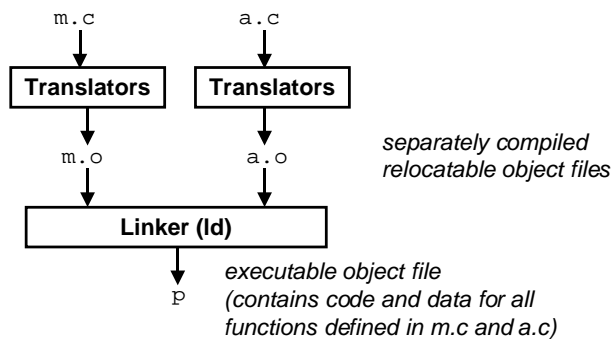 m.c
a.c
Translators
Translators
m.o
a.o
separately compiled
relocatable object files
Linker (ld)
p
executable object file
(contains code and data for all
functions defined in m.c and a.c)